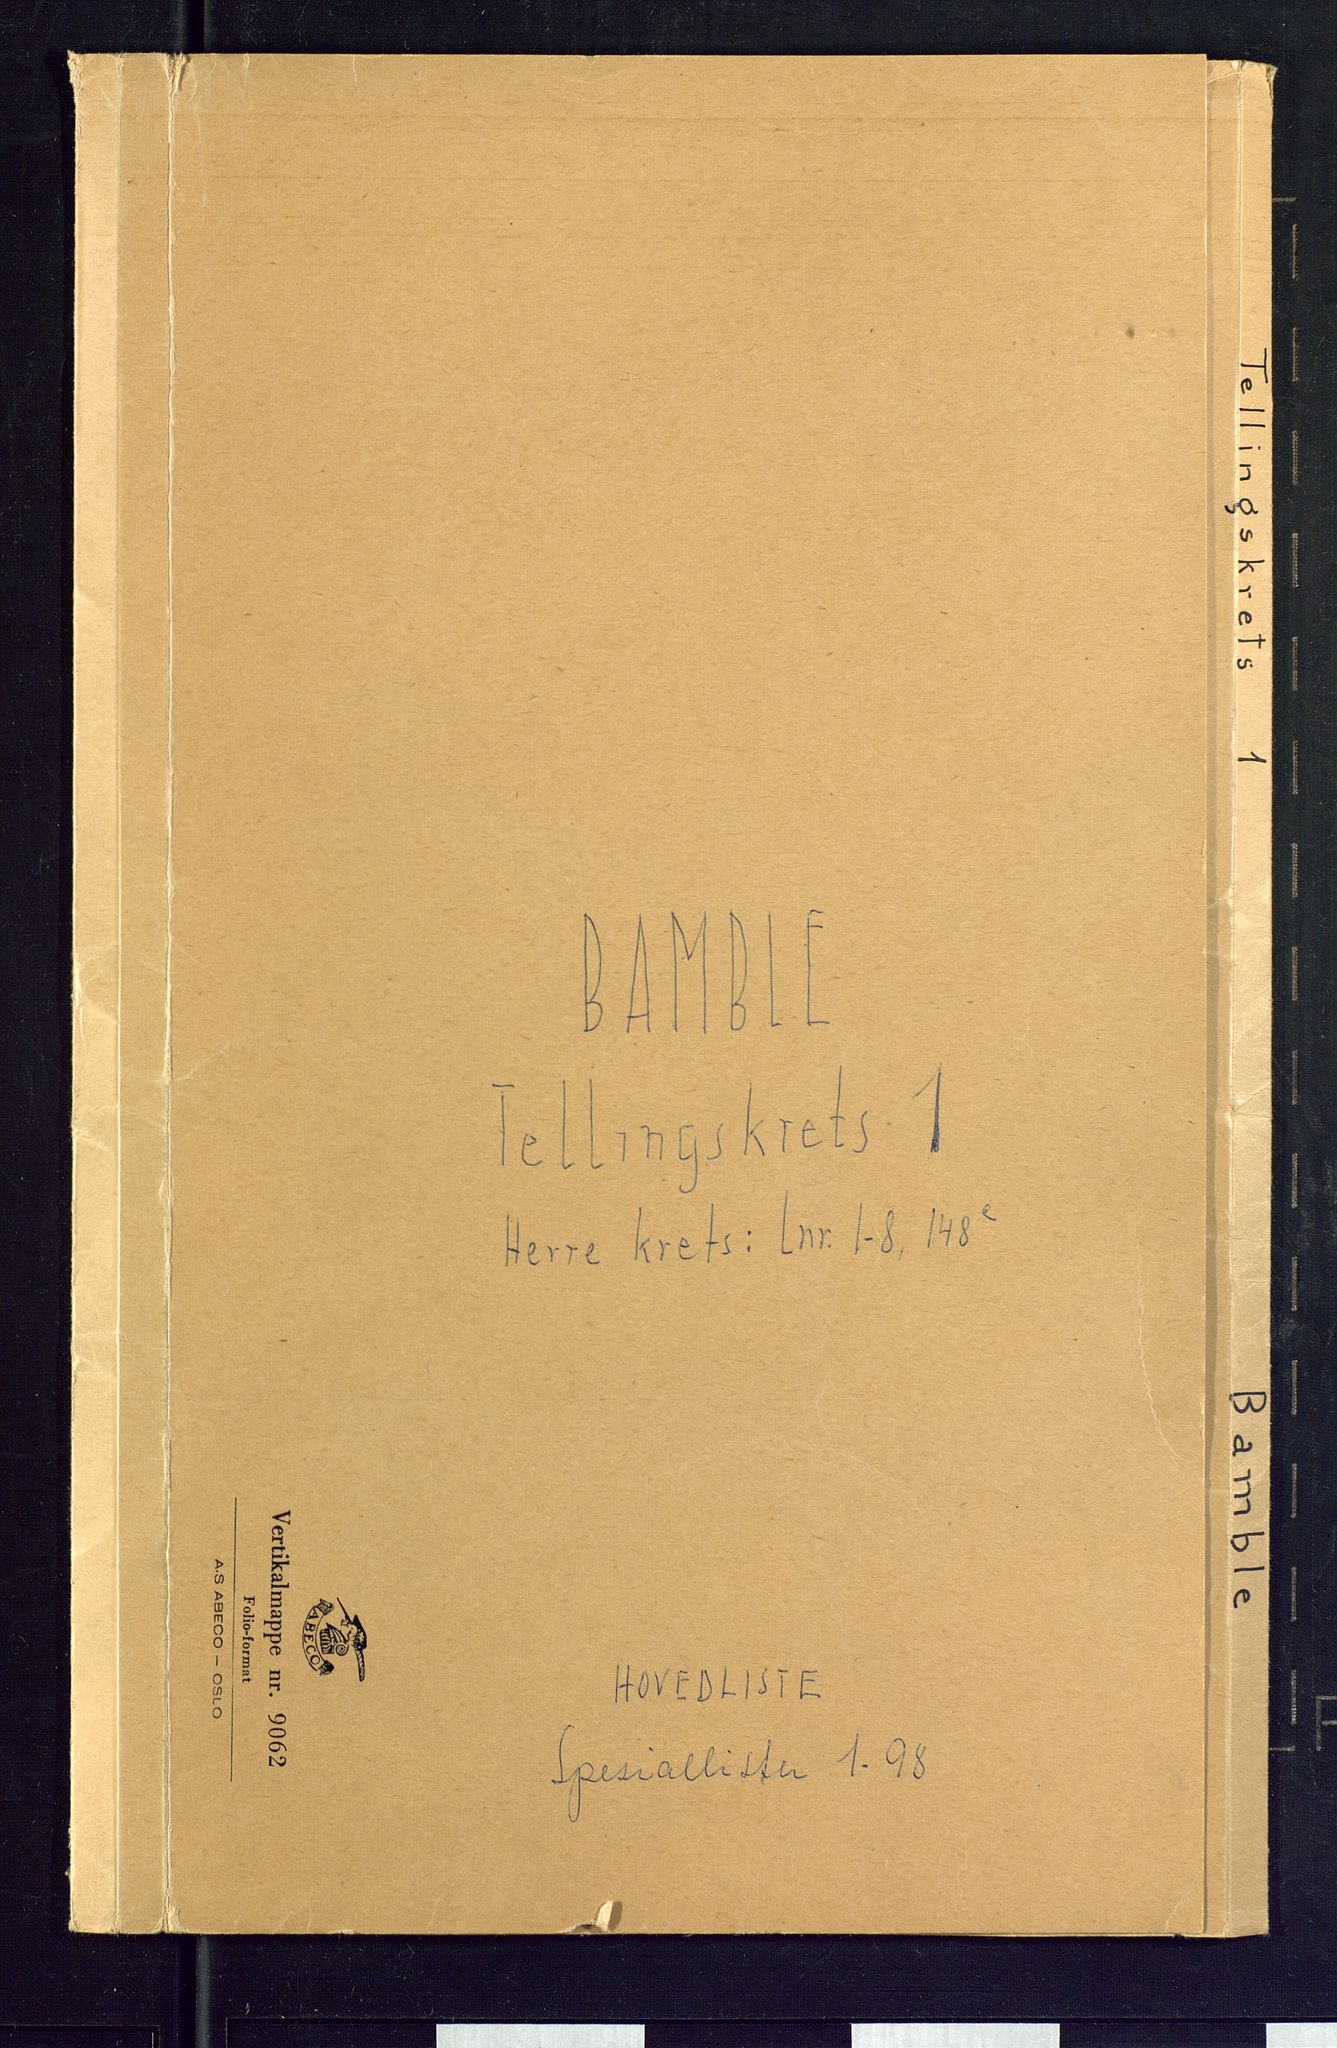 BAMBLE
Tellingskrets 1
Herre krets: Lnr. 1-8, 148e
HOVEDLISTE
Spesiallister 1-98
Tellingskrets 1 Bamble
ABECO
Vertikalmappe nr. 9062
Folio-format
A.S ABECO – OSLO